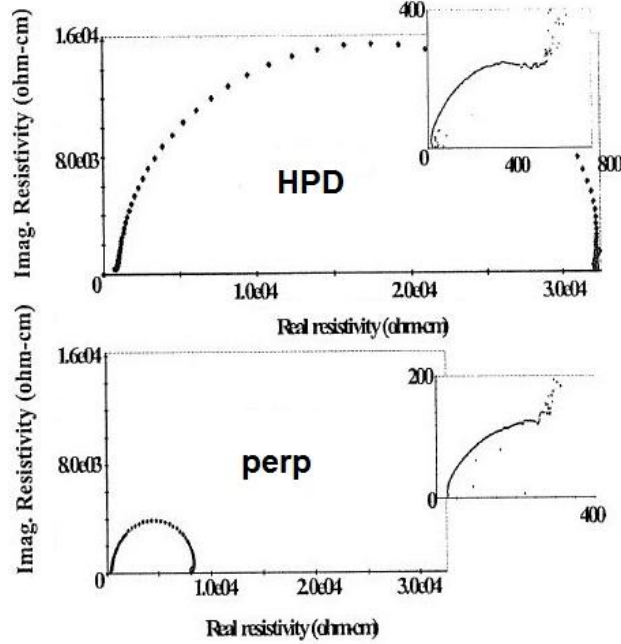 Imag. Resistivity (ohm-cm)
1.6e04
8.0e03
0
HPD
400
0
0
400
800
0
1.0e04
2.0e04
3.0e04
Real resistivity (ohm-cm)
Imag. Resistivity (ohm-cm)
1.6e04
8.0e03
0
perp
200
0
400
0
1.0e04
2.0e04
3.0e04
Real resistivity (ohm-cm)